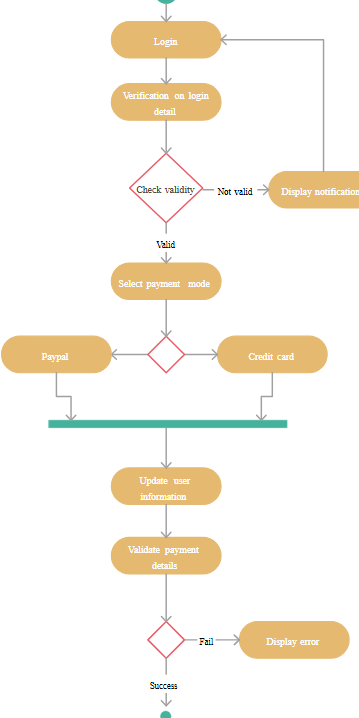 Login
Verification on login
detail
Check validity
Not valid
Display notification
Valid
Select payment mode
Paypal
Credit card
Update user
information
Validate payment
details
Fail
Display error
Success